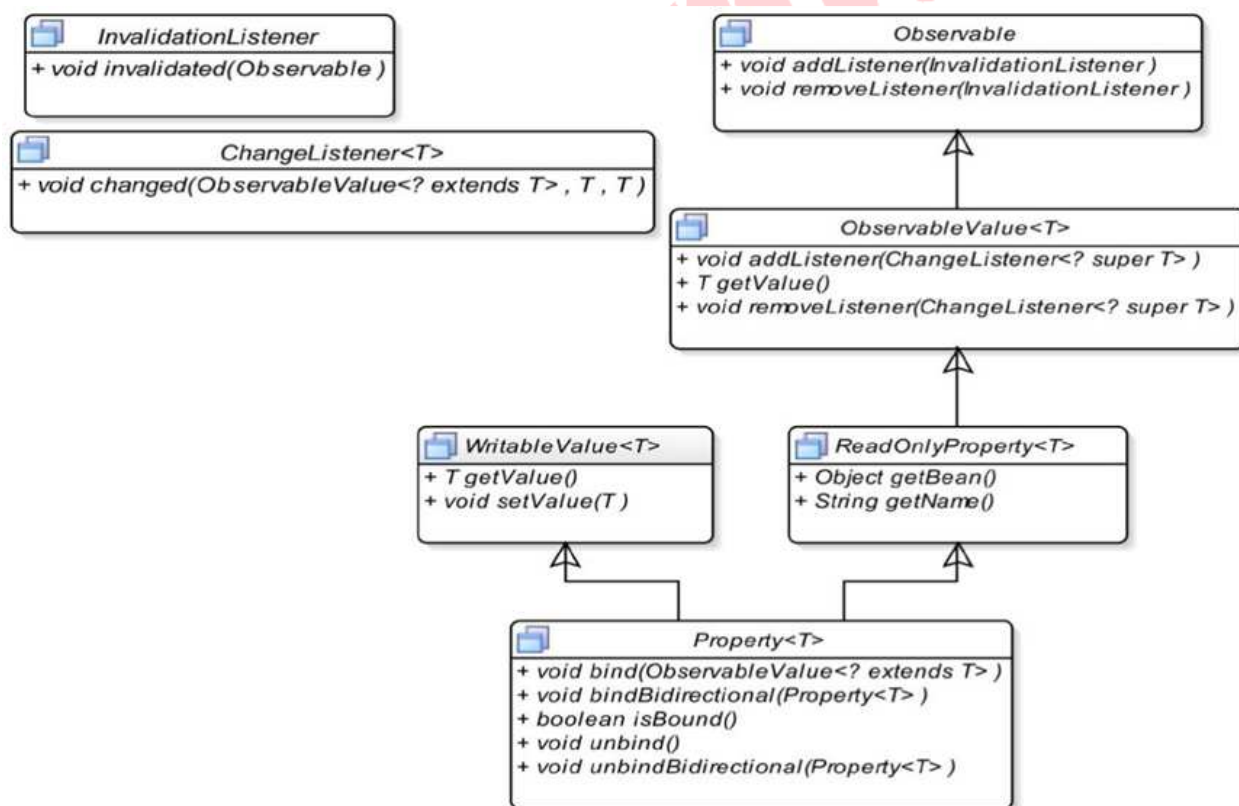 InvalidationListener
+ void invalidated(Observable )
ChangeListener<T>
+ void changed(ObservableValue<? extends T> , T , T )
Observable
+ void addListener(InvalidationListener )
+ void removeListener(InvalidationListener )
ObservableValue<T>
+ void addListener(ChangeListener<? super T> )
+ T getValue()
+ void removeListener(ChangeListener<? super T> )
WritableValue<T>
+ T getValue()
+ void setValue(T )
ReadOnlyProperty<T>
+ Object getBean()
+ String getName()
Property<T>
+ void bind(ObservableValue<? extends T> )
+ void bindBidirectional(Property<T> )
+ boolean isBound()
+ void unbind()
+ void unbindBidirectional(Property<T> )